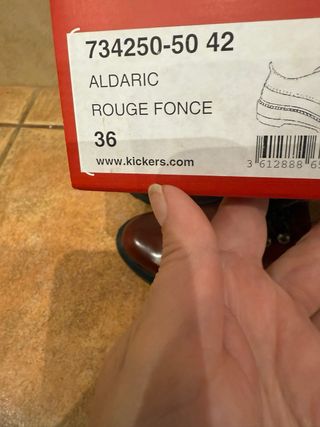 734250-50 42
ALDARIC
ROUGE FONCE
36
www.kickers.com
3 612888